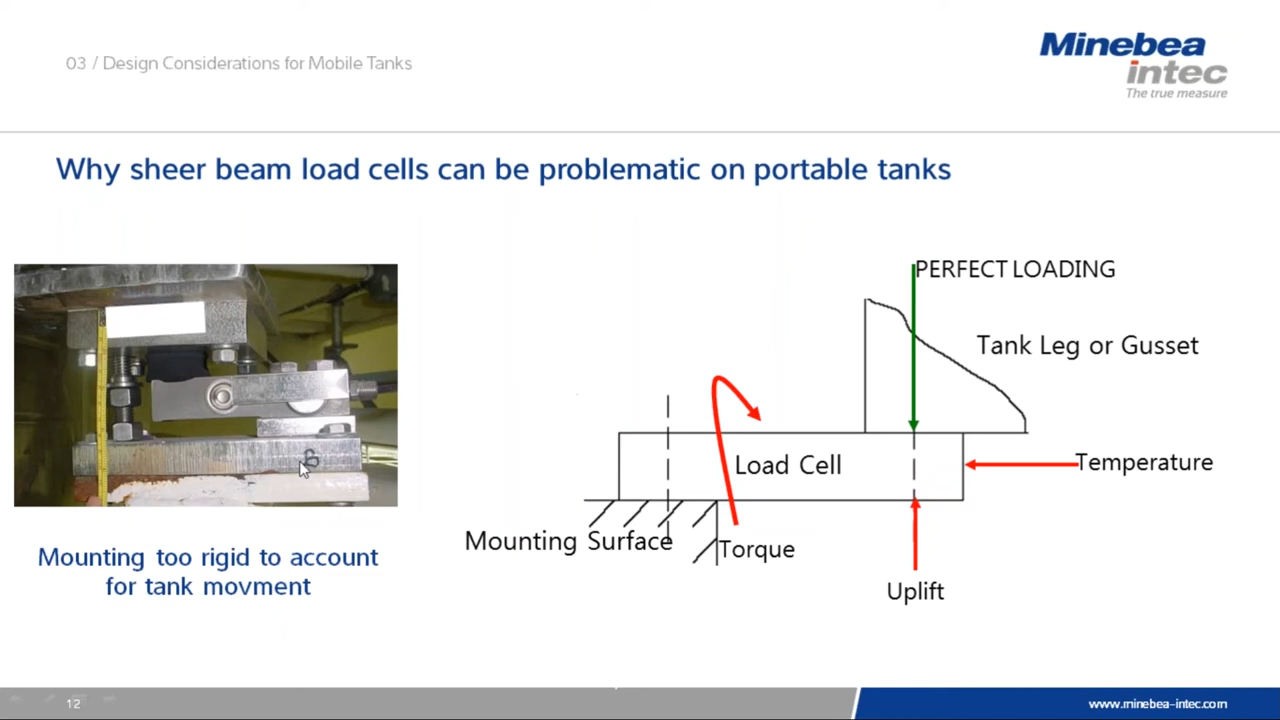 03 / Design Considerations for Mobile Tanks
Minebea
intec
The true measure
Why sheer beam load cells can be problematic on portable tanks
PERFECT LOADING
Tank Leg or Gusset
Load Cell
Temperature
Mounting Surface
Torque
Uplift
Mounting too rigid to account
for tank movment
12
www.minebea-intec.com